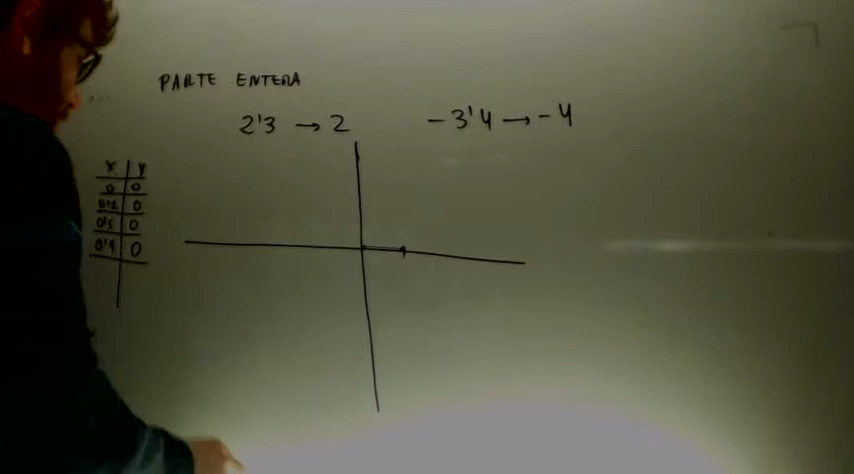 PARTE ENTERA
2'3 → 2 -3'4 → -4
X Y
0 0
0'1 0
0'5 0
0'9 0